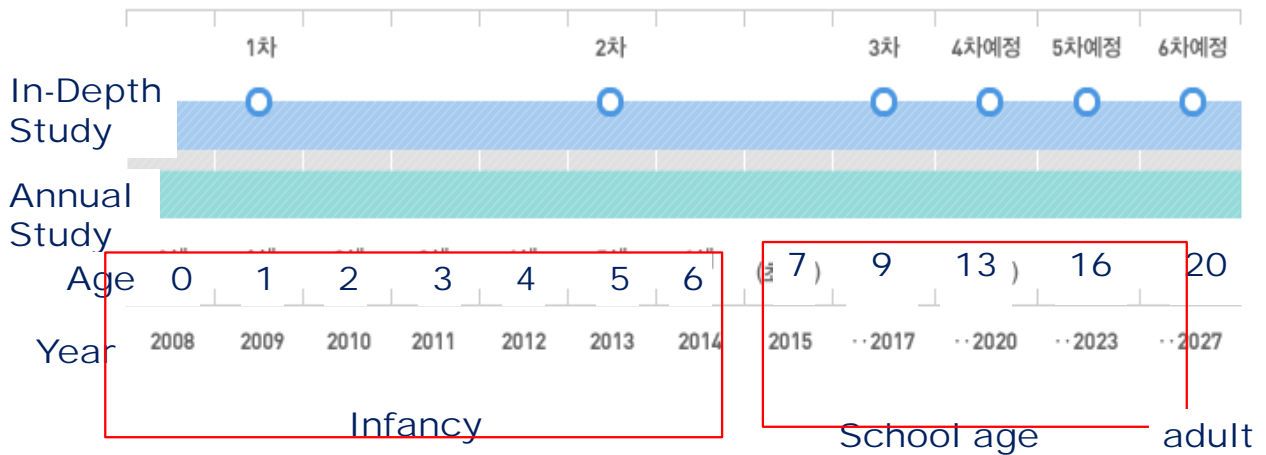 1차 2차 3차 4차예정 5차예정 6차예정
In-Depth
Study
Annual
Study
Age 0 1 2 3 4 5 6 7 ) 9 13 ) 16 20
Year 2008 2009 2010 2011 2012 2013 2014 2015 ··2017 ··2020 ··2023 ··2027
Infancy School age adult